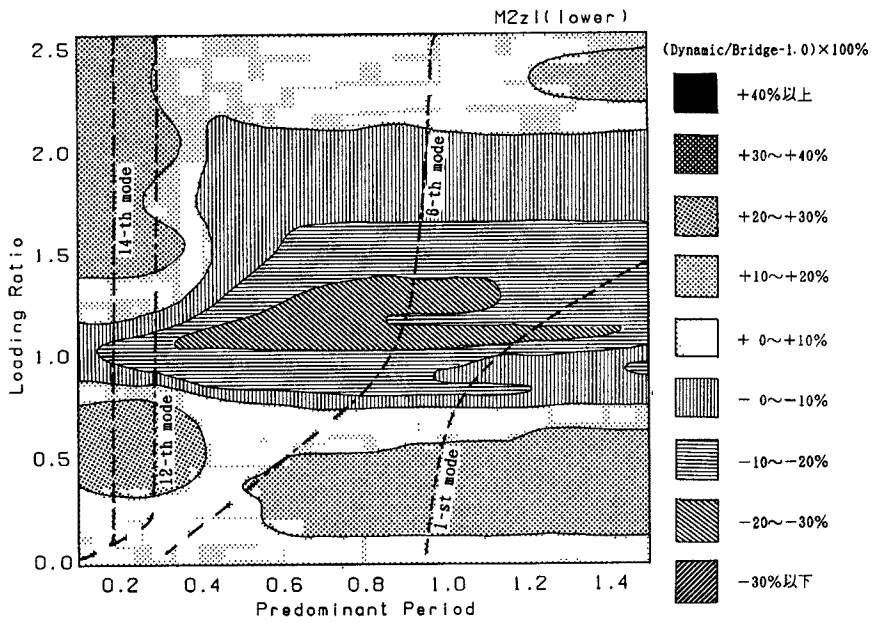 M2zl(lower)
(Dynamic/Bridge-1.0)×100%
+40%以上
+30～+40%
+20～+30%
+10～+20%
+ 0～+10%
- 0～-10%
-10～-20%
-20～-30%
-30%以下
Loading Ratio
2.5
2.0
1.5
1.0
0.5
0.0
14-th mode
12-th mode
6-th mode
1-st mode
0.2 0.4 0.6 0.8 1.0 1.2 1.4
Predominant Period